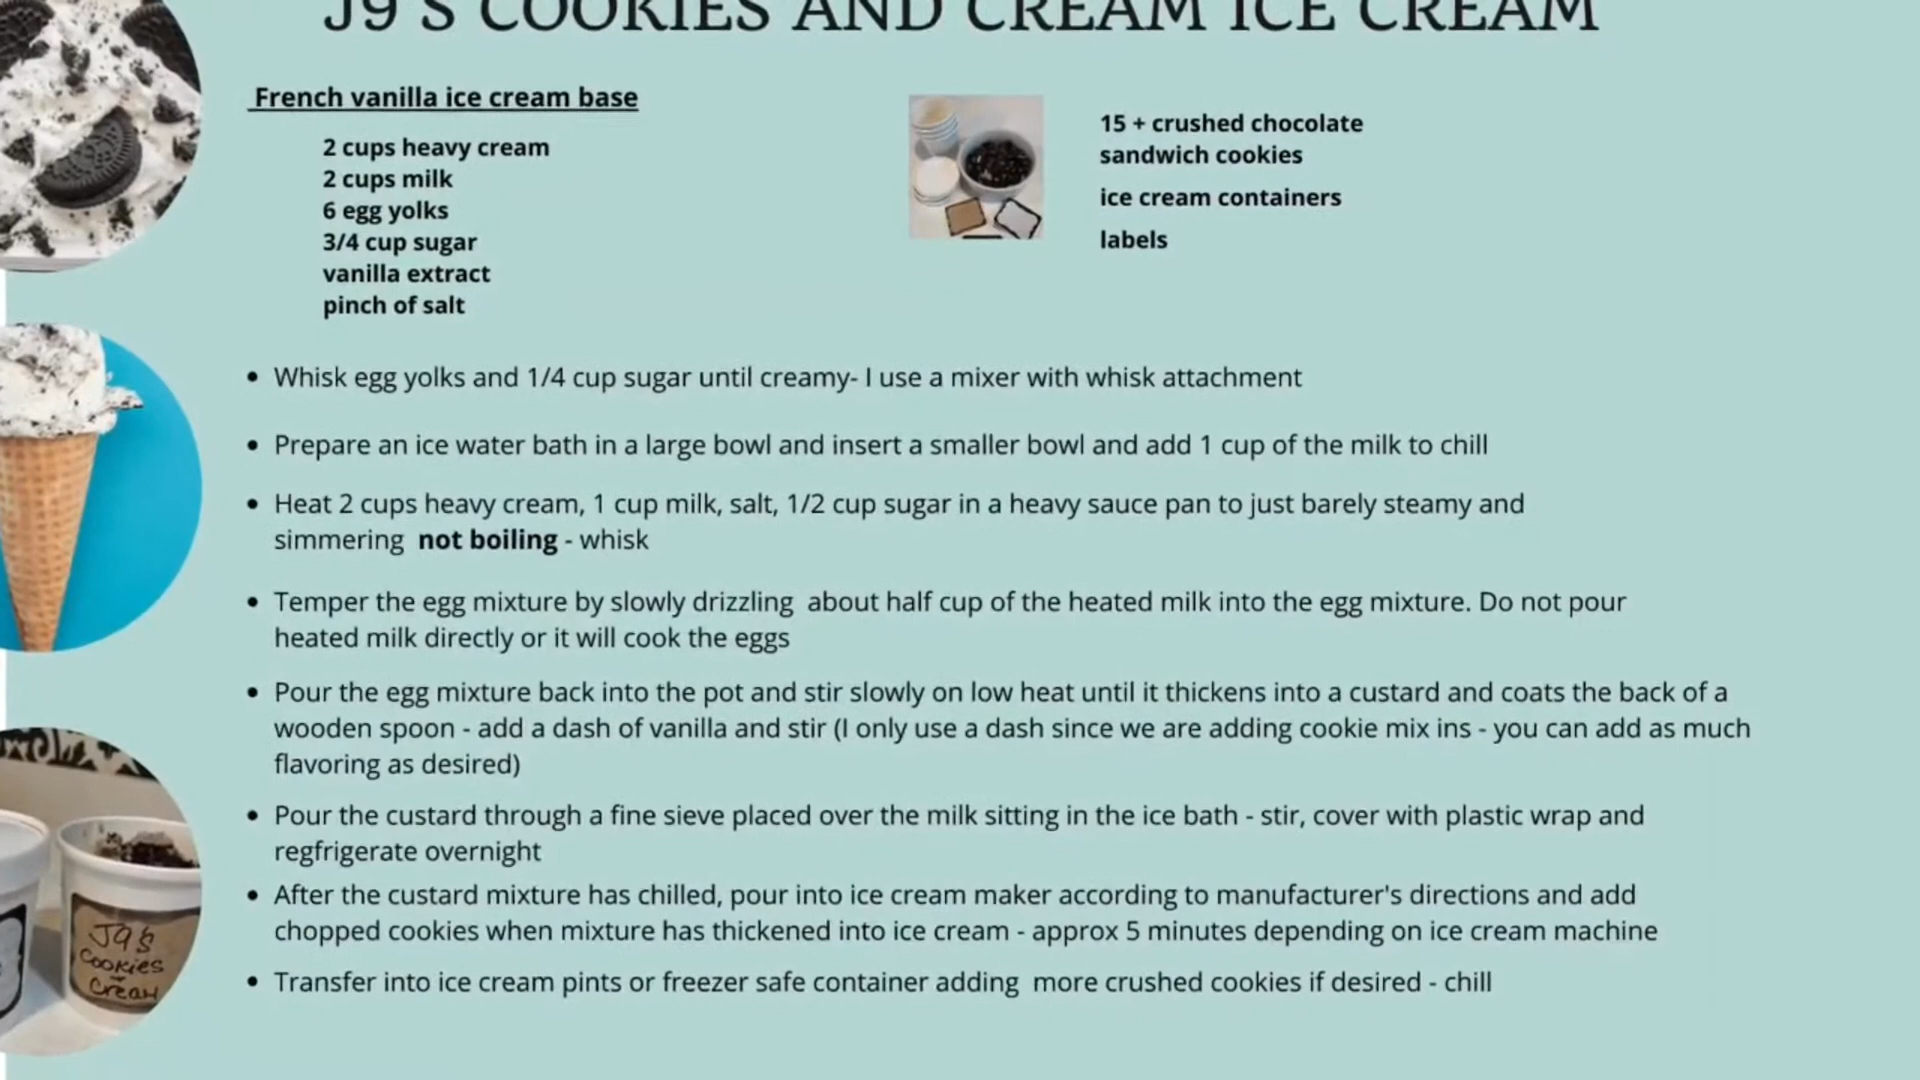 J9'S COOKIES AND CREAM ICE CREAM
French vanilla ice cream base
2 cups heavy cream
2 cups milk
6 egg yolks
3/4 cup sugar
vanilla extract
pinch of salt
15 + crushed chocolate
sandwich cookies
ice cream containers
labels
• Whisk egg yolks and 1/4 cup sugar until creamy- I use a mixer with whisk attachment
• Prepare an ice water bath in a large bowl and insert a smaller bowl and add 1 cup of the milk to chill
• Heat 2 cups heavy cream, 1 cup milk, salt, 1/2 cup sugar in a heavy sauce pan to just barely steamy and
simmering not boiling - whisk
• Temper the egg mixture by slowly drizzling about half cup of the heated milk into the egg mixture. Do not pour
heated milk directly or it will cook the eggs
• Pour the egg mixture back into the pot and stir slowly on low heat until it thickens into a custard and coats the back of a
wooden spoon - add a dash of vanilla and stir (I only use a dash since we are adding cookie mix ins - you can add as much
flavoring as desired)
• Pour the custard through a fine sieve placed over the milk sitting in the ice bath - stir, cover with plastic wrap and
regfrigerate overnight
• After the custard mixture has chilled, pour into ice cream maker according to manufacturer's directions and add
chopped cookies when mixture has thickened into ice cream - approx 5 minutes depending on ice cream machine
• Transfer into ice cream pints or freezer safe container adding more crushed cookies if desired - chill
J9's
Cookies
Cream